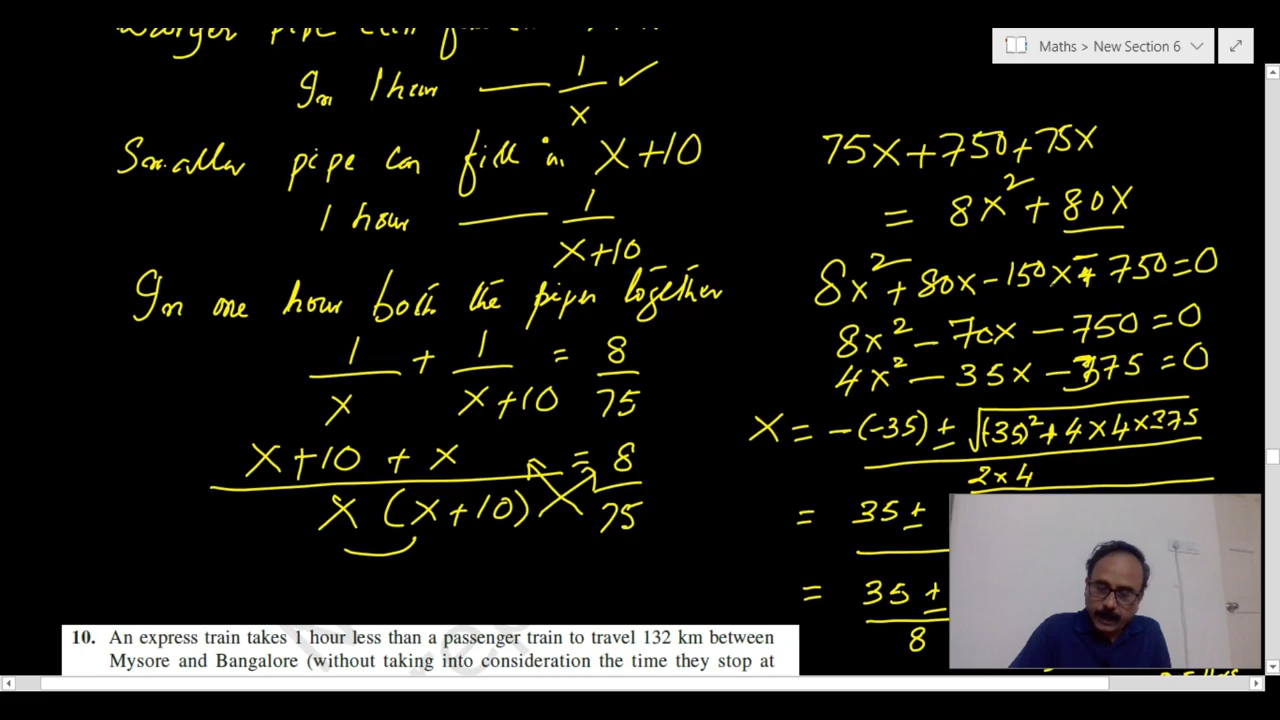 Maths > New Section 6
Larger pipe can
In 1 hour — 1/x ✓
Smaller pipe can fill in x+10
1 hour — 1/(x+10)
In one hour both the pipes together
1/x + 1/(x+10) = 8/75
(x+10+x)/(x(x+10)) = 8/75
75x+750+75x
= 8x²+80x
8x²+80x-150x-750=0
8x²-70x-750=0
4x²-35x-375=0
x = (-(-35) ± √((-35)²+4×4×375))/(2×4)
= 35 ±
= 35 ±
8
10. An express train takes 1 hour less than a passenger train to travel 132 km between
Mysore and Bangalore (without taking into consideration the time they stop at